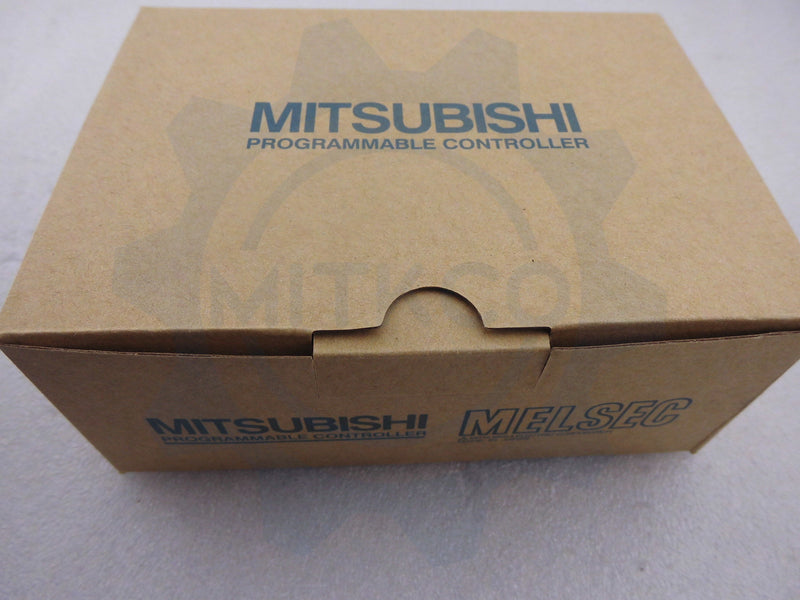 MITSUBISHI
PROGRAMMABLE CONTROLLER
MITKCO
MITSUBISHI
PROGRAMMABLE CONTROLLER
MELSEC